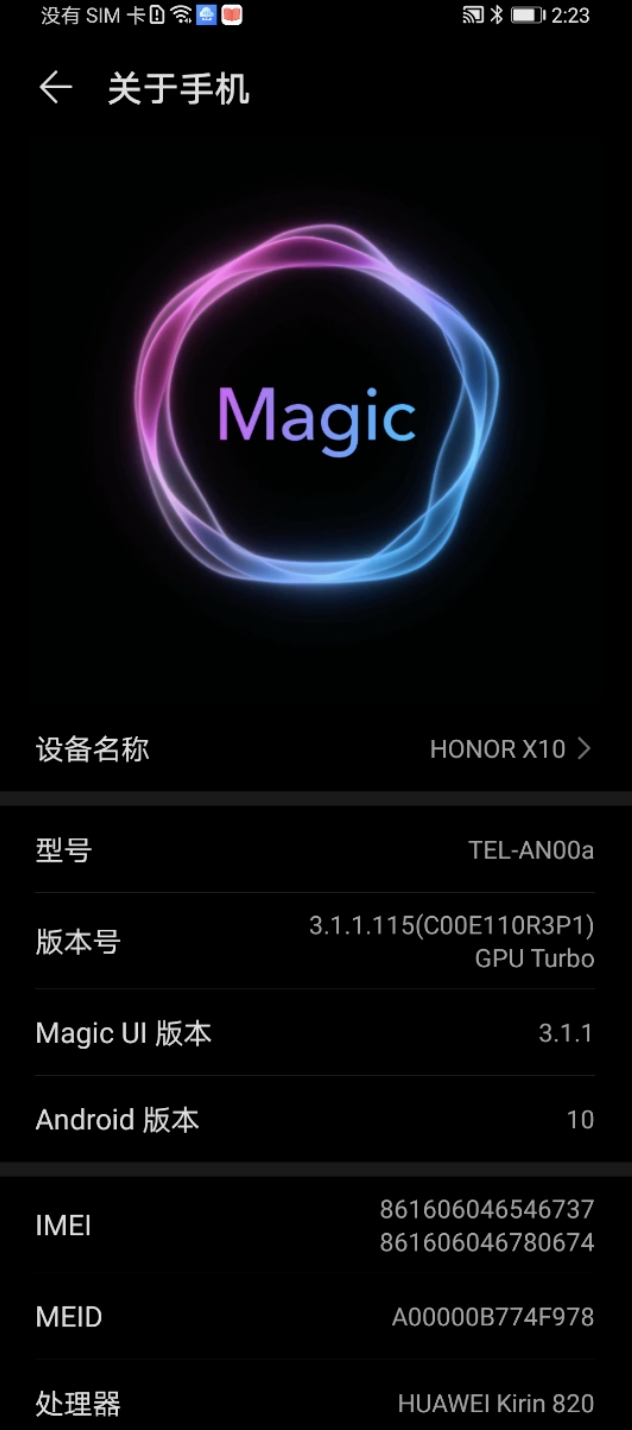 没有 SIM 卡 2:23
关于手机
Magic
设备名称 HONOR X10
型号 TEL-AN00a
版本号 3.1.1.115(C00E110R3P1)
GPU Turbo
Magic UI 版本 3.1.1
Android 版本 10
IMEI 861606046546737
861606046780674
MEID A00000B774F978
处理器 HUAWEI Kirin 820